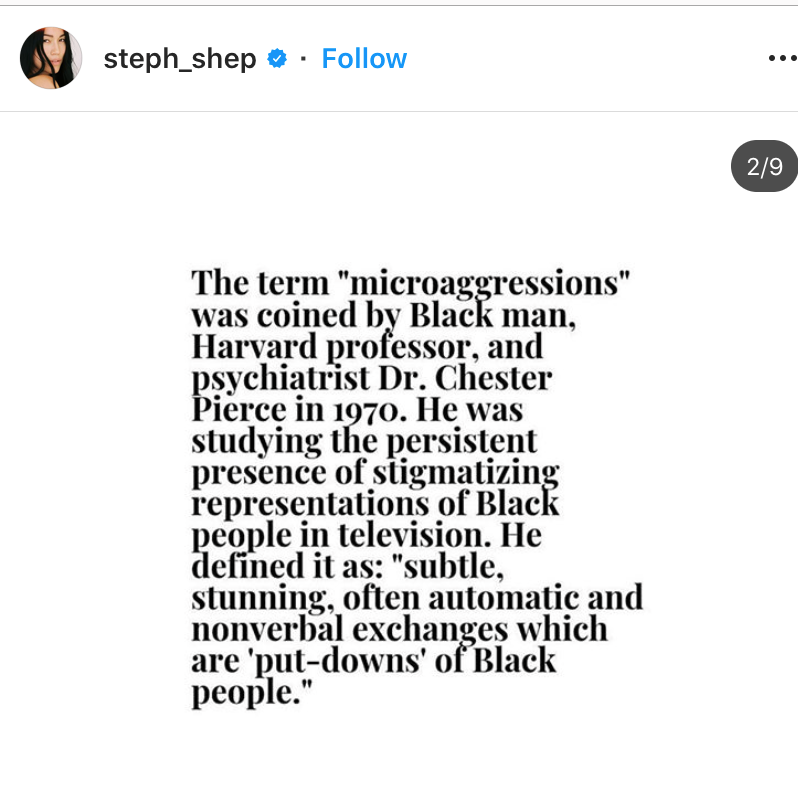 steph_shep · Follow
2/9
The term "microaggressions"
was coined by Black man,
Harvard professor, and
psychiatrist Dr. Chester
Pierce in 1970. He was
studying the persistent
presence of stigmatizing
representations of Black
people in television. He
defined it as: "subtle,
stunning, often automatic and
nonverbal exchanges which
are 'put-downs' of Black
people."